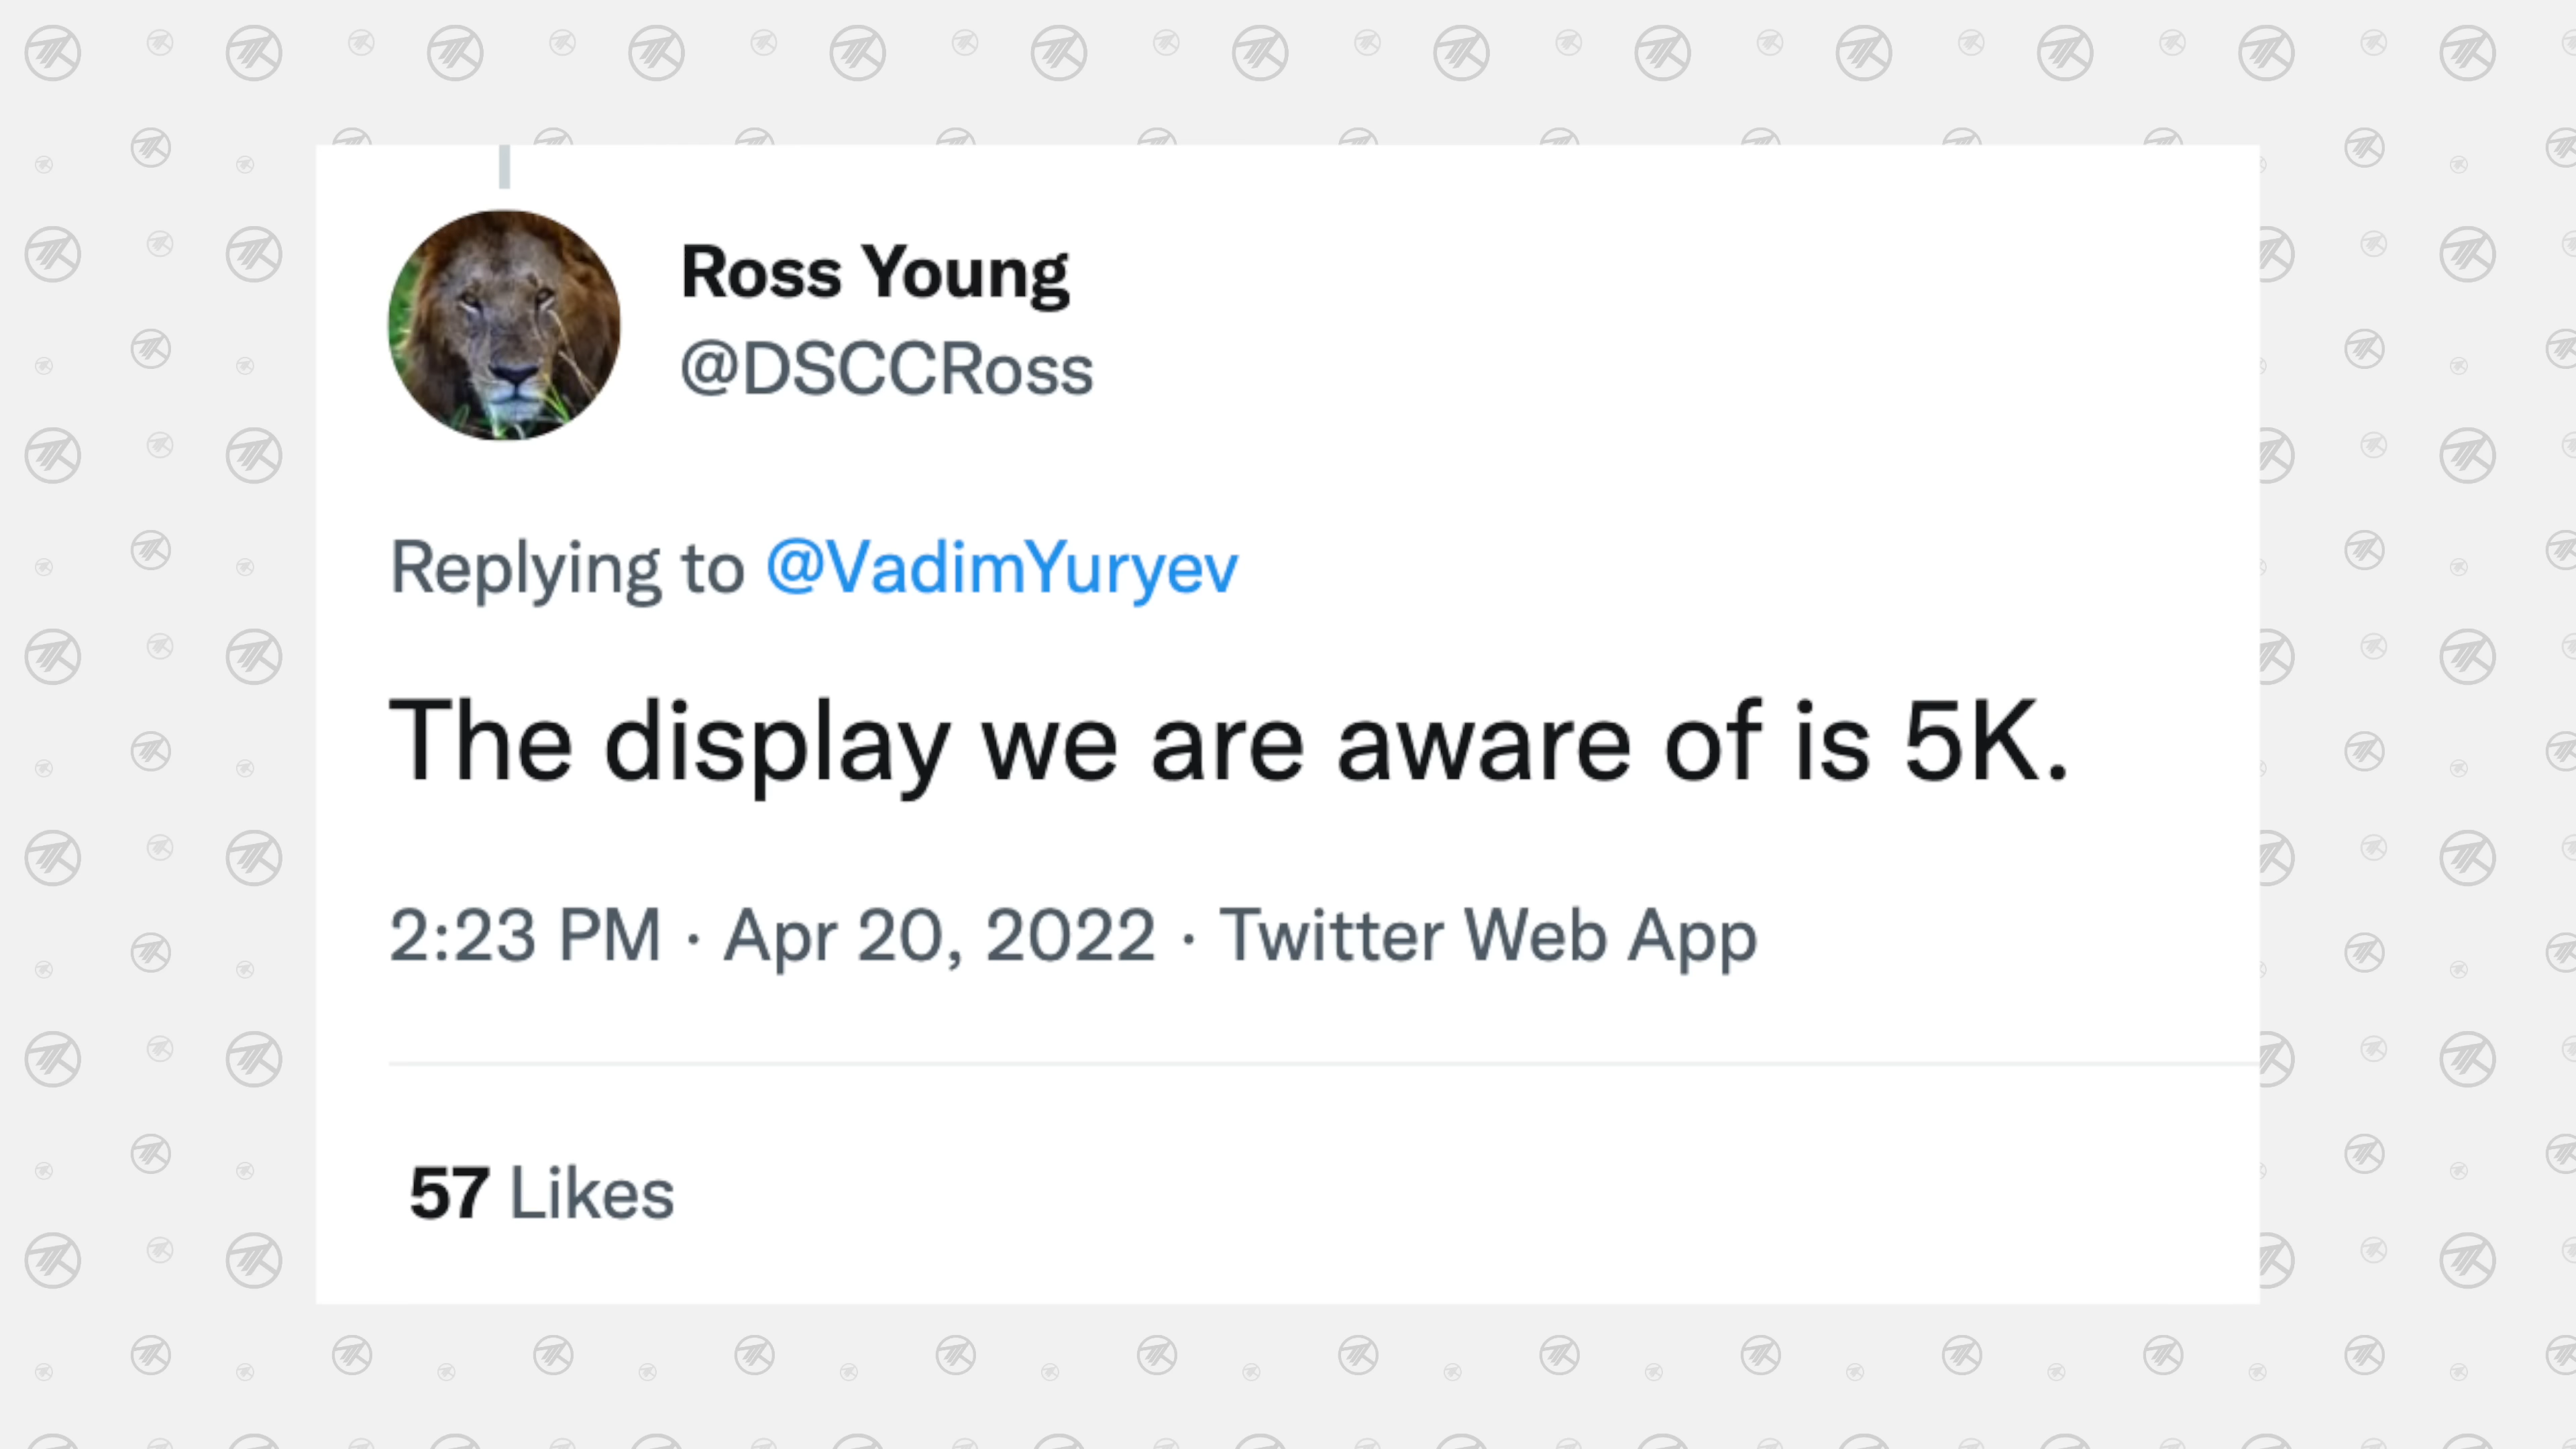 Ross Young
@DSCCRoss
Replying to @VadimYuryev
The display we are aware of is 5K.
2:23 PM · Apr 20, 2022 · Twitter Web App
57 Likes